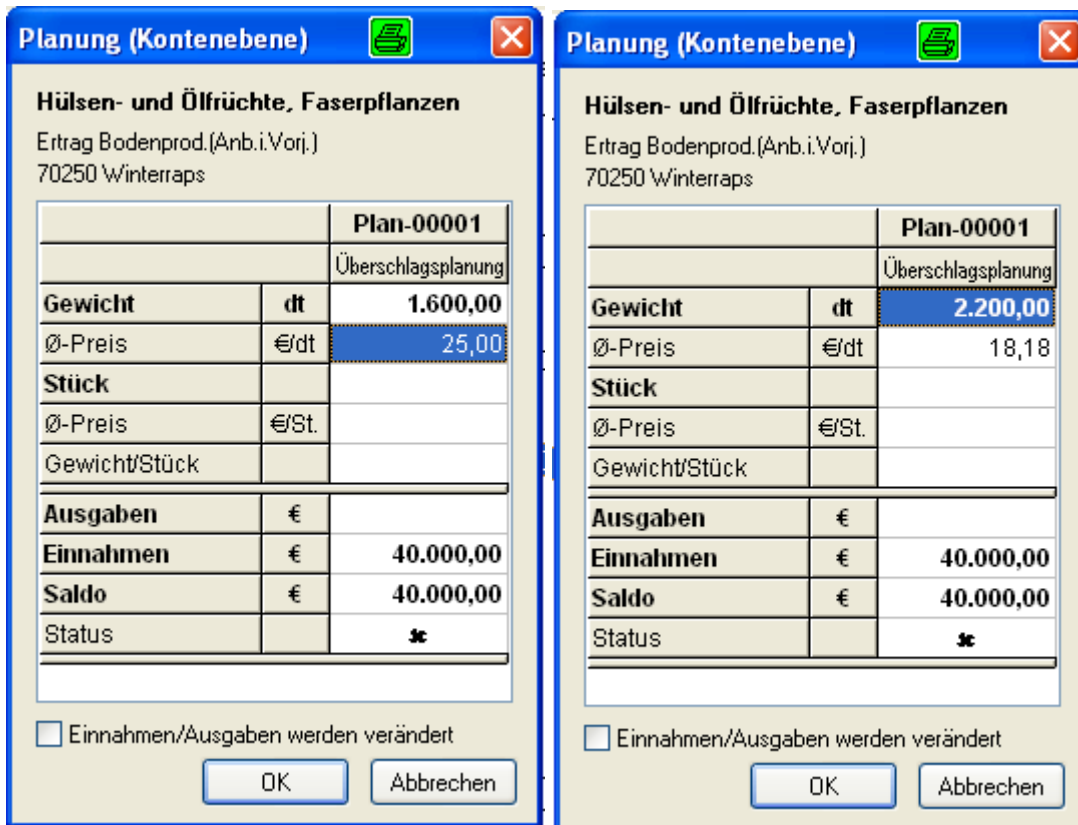 Planung (Kontenebene)
Hülsen- und Ölfrüchte, Faserpflanzen
Ertrag Bodenprod.(Anb.i.Vorj.)
70250 Winterraps
Plan-00001
Überschlagsplanung
Gewicht dt 1.600,00
Ø-Preis €/dt 25,00
Stück
Ø-Preis €/St.
Gewicht/Stück
Ausgaben €
Einnahmen € 40.000,00
Saldo € 40.000,00
Status
Einnahmen/Ausgaben werden verändert
OK Abbrechen
Planung (Kontenebene)
Hülsen- und Ölfrüchte, Faserpflanzen
Ertrag Bodenprod.(Anb.i.Vorj.)
70250 Winterraps
Plan-00001
Überschlagsplanung
Gewicht dt 2.200,00
Ø-Preis €/dt 18,18
Stück
Ø-Preis €/St.
Gewicht/Stück
Ausgaben €
Einnahmen € 40.000,00
Saldo € 40.000,00
Status
Einnahmen/Ausgaben werden verändert
OK Abbrechen